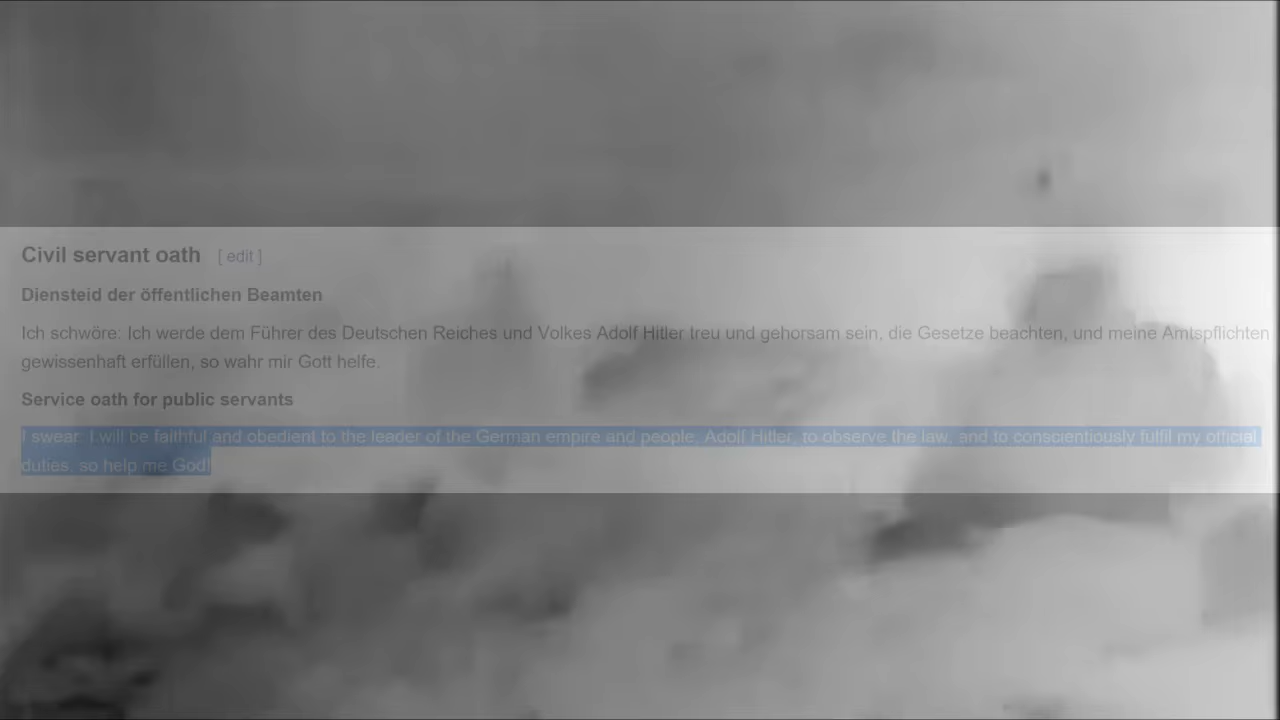 Civil servant oath [ edit ]
Diensteid der öffentlichen Beamten
Ich schwöre: Ich werde dem Führer des Deutschen Reiches und Volkes Adolf Hitler treu und gehorsam sein, die Gesetze beachten, und meine Amtspflichten
gewissenhaft erfüllen, so wahr mir Gott helfe.
Service oath for public servants
I swear: I will be faithful and obedient to the leader of the German empire and people, Adolf Hitler, to observe the law, and to conscientiously fulfil my official
duties, so help me God!